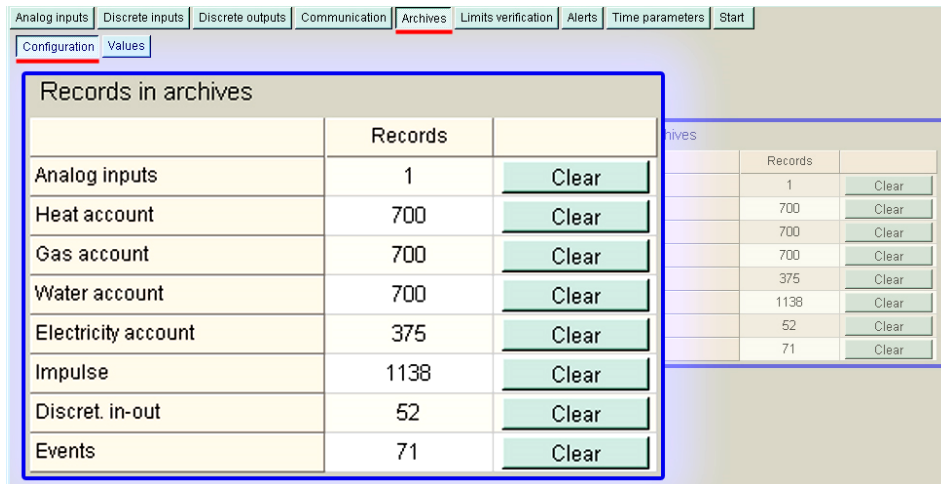 Analog inputs Discrete inputs Discrete outputs Communication Archives Limits verification Alerts Time parameters Start
Configuration Values
Records in archives
Records
Analog inputs 1 Clear
Heat account 700 Clear
Gas account 700 Clear
Water account 700 Clear
Electricity account 375 Clear
Impulse 1138 Clear
Discret. in-out 52 Clear
Events 71 Clear
hives
Records
1 Clear
700 Clear
700 Clear
700 Clear
375 Clear
1138 Clear
52 Clear
71 Clear